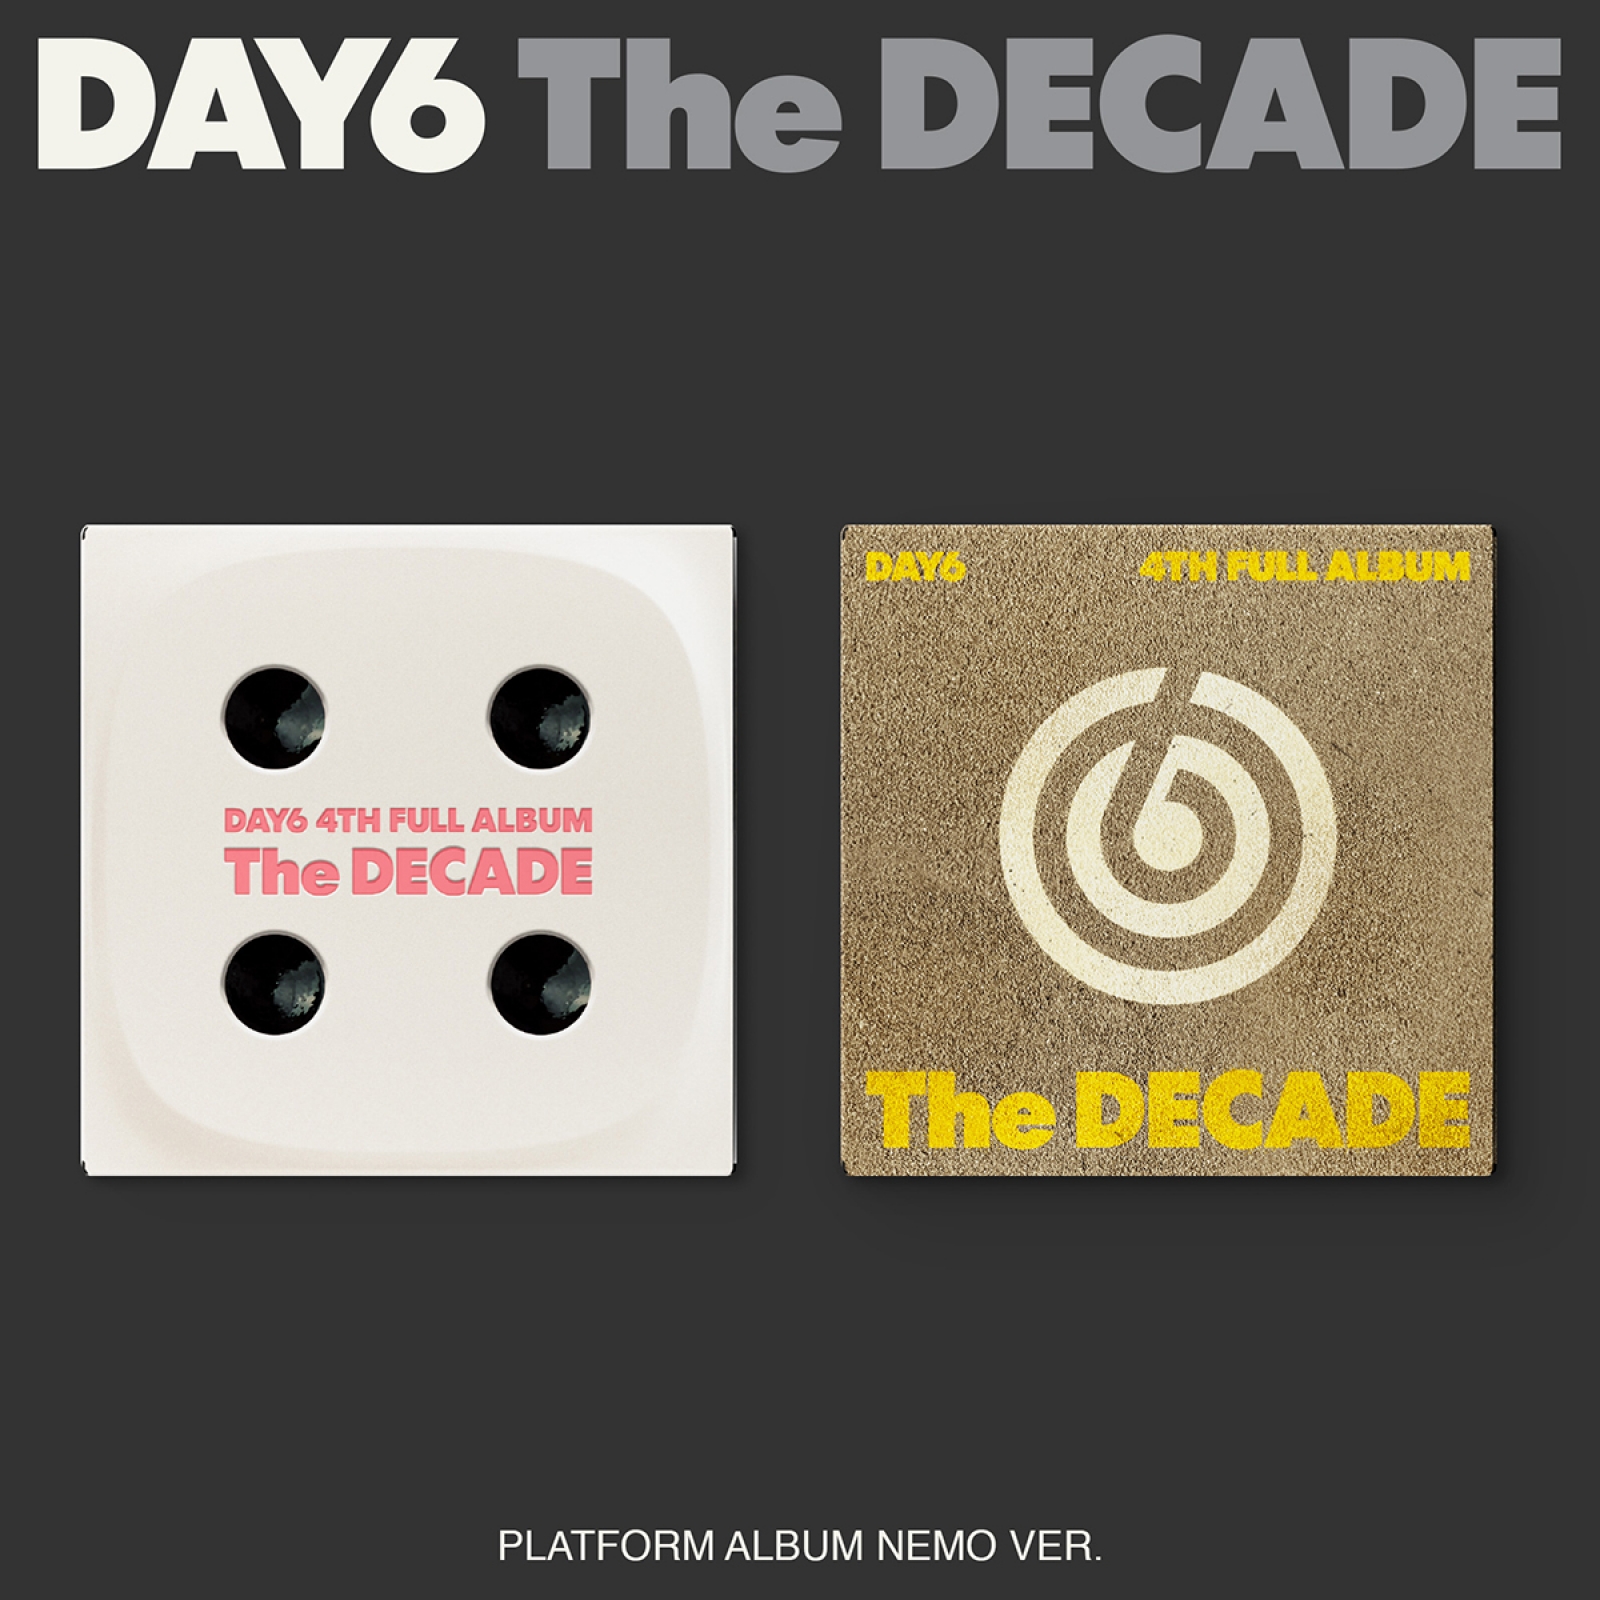 DAY6 The DECADE
DAY6 4TH FULL ALBUM
The DECADE
DAY6 4TH FULL ALBUM
6
The DECADE
PLATFORM ALBUM NEMO VER.